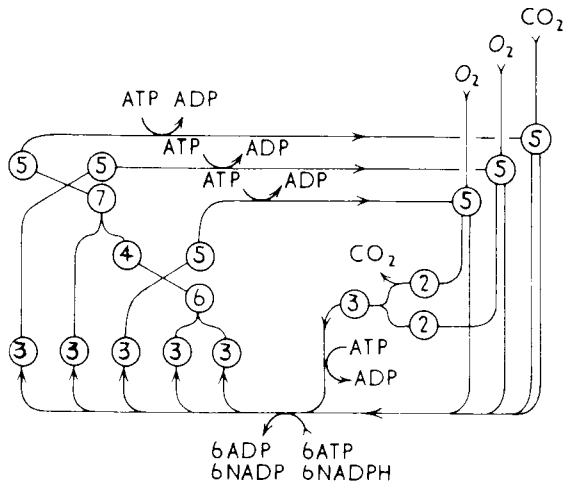 CO₂
O₂
O₂
ATP ADP
5
ATP ADP
5 5 5
ATP ADP
7
5
4 5
CO₂ 2
6 3
2
3 3 3 3 3
ATP
ADP
6ADP 6ATP
6NADP 6NADPH